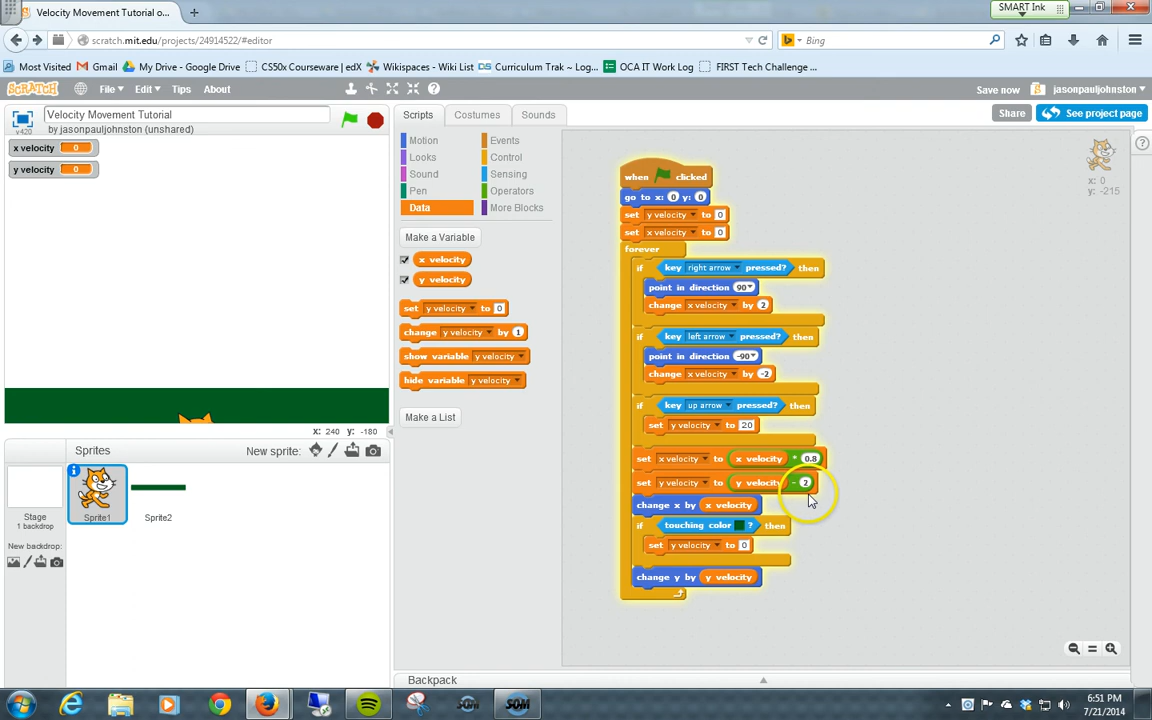 SMART Ink
Velocity Movement Tutorial o...
scratch.mit.edu/projects/24914522/#editor
Bing
Most Visited Gmail My Drive - Google Drive CS50x Courseware | edX Wikispaces - Wiki List Curriculum Trak ~ Log... OCA IT Work Log FIRST Tech Challenge ...
SCRATCH File Edit Tips About Save now jasonpauljohnston
Velocity Movement Tutorial
by jasonpauljohnston (unshared)
v420
Scripts Costumes Sounds
Share See project page
x velocity 0
y velocity 0
Motion Events
Looks Control
Sound Sensing
Pen Operators
Data More Blocks
Make a Variable
x velocity
y velocity
set y velocity to 0
change y velocity by 1
show variable y velocity
hide variable y velocity
Make a List
when clicked
go to x: 0 y: 0
set y velocity to 0
set x velocity to 0
forever
if key right arrow pressed? then
point in direction 90
change x velocity by 2
if key left arrow pressed? then
point in direction -90
change x velocity by -2
if key up arrow pressed? then
set y velocity to 20
set x velocity to x velocity * 0.8
set y velocity to y velocity - 2
change x by x velocity
if touching color ? then
set y velocity to 0
change y by y velocity
x: 0
y: -215
x: 240 y: -180
Sprites New sprite:
Stage
1 backdrop
New backdrop:
Sprite1
Sprite2
Backpack
6:51 PM
7/21/2014